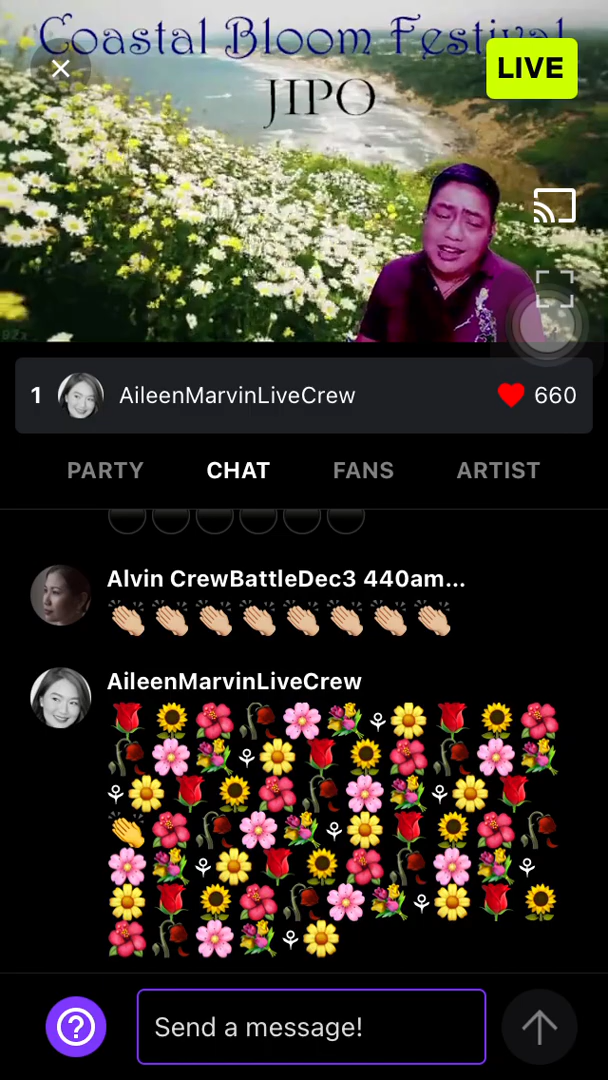 Coastal Bloom Festival
LIVE
JIPO
1 AileenMarvinLiveCrew 660
PARTY CHAT FANS ARTIST
Alvin CrewBattleDec3 440am...
AileenMarvinLiveCrew
Send a message!